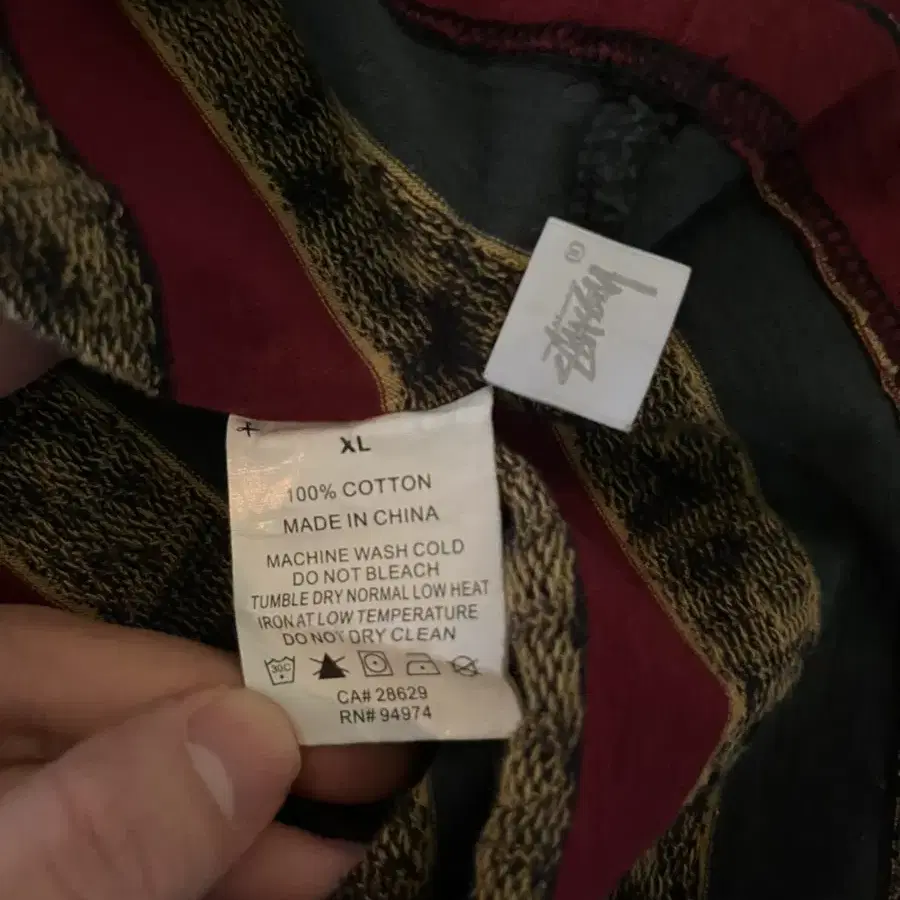 Stüssy
®
XL
100% COTTON
MADE IN CHINA
MACHINE WASH COLD
DO NOT BLEACH
TUMBLE DRY NORMAL LOW HEAT
IRON AT LOW TEMPERATURE
DO NOT DRY CLEAN
30C
CA# 28629
RN# 94974